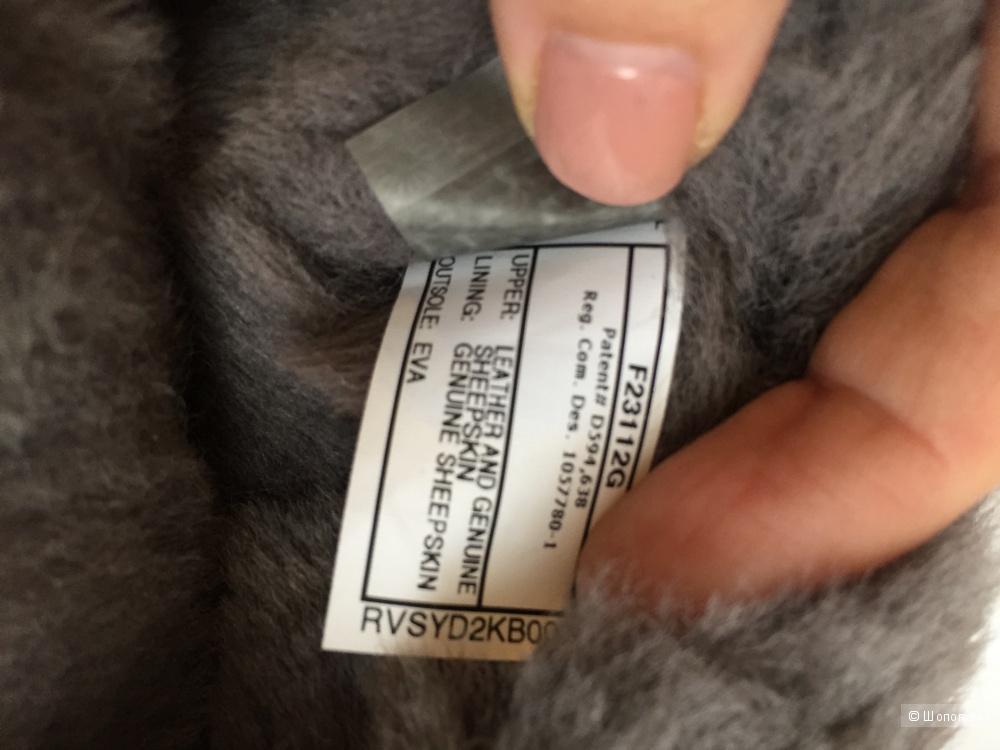 F23112G
Patent# D594,638
Reg. Com. Des. 1057780-1
UPPER: LEATHER AND GENUINE
SHEEPSKIN
LINING: GENUINE SHEEPSKIN
OUTSOLE: EVA
RVSYD2KB00
©